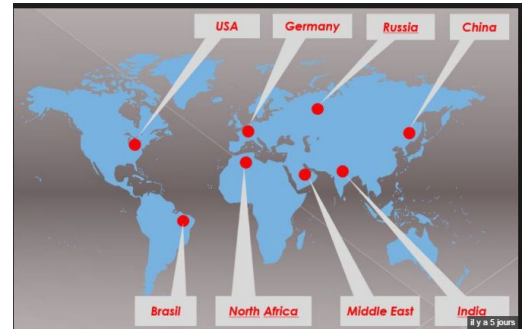 USA
Germany
Russia
China
Brasil
North Africa
Middle East
India
il y a 5 jours